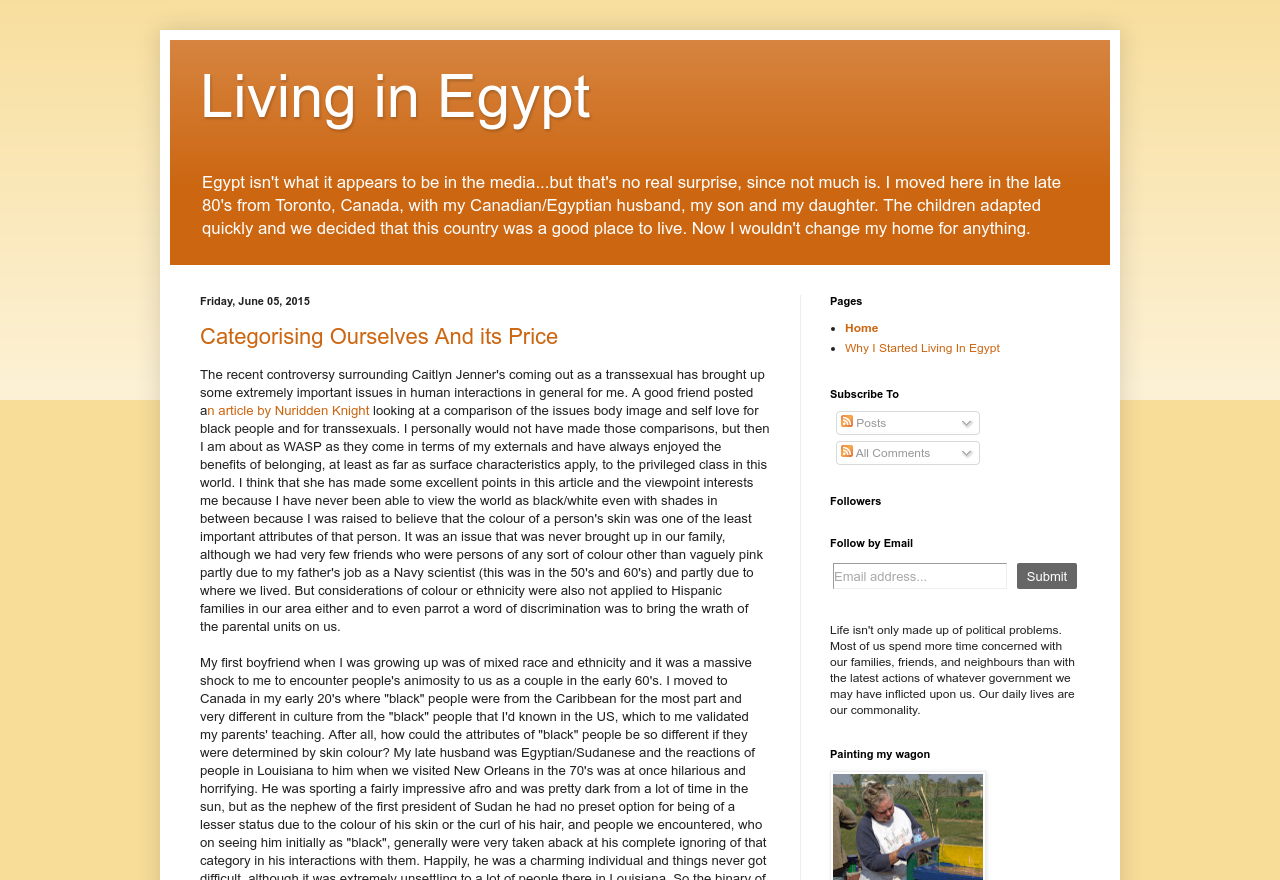 Living in Egypt
Egypt isn't what it appears to be in the media...but that's no real surprise, since not much is. I moved here in the late
80's from Toronto, Canada, with my Canadian/Egyptian husband, my son and my daughter. The children adapted
quickly and we decided that this country was a good place to live. Now I wouldn't change my home for anything.
Friday, June 05, 2015
Categorising Ourselves And its Price
The recent controversy surrounding Caitlyn Jenner's coming out as a transsexual has brought up
some extremely important issues in human interactions in general for me. A good friend posted
an article by Nuridden Knight looking at a comparison of the issues body image and self love for
black people and for transsexuals. I personally would not have made those comparisons, but then
I am about as WASP as they come in terms of my externals and have always enjoyed the
benefits of belonging, at least as far as surface characteristics apply, to the privileged class in this
world. I think that she has made some excellent points in this article and the viewpoint interests
me because I have never been able to view the world as black/white even with shades in
between because I was raised to believe that the colour of a person's skin was one of the least
important attributes of that person. It was an issue that was never brought up in our family,
although we had very few friends who were persons of any sort of colour other than vaguely pink
partly due to my father's job as a Navy scientist (this was in the 50's and 60's) and partly due to
where we lived. But considerations of colour or ethnicity were also not applied to Hispanic
families in our area either and to even parrot a word of discrimination was to bring the wrath of
the parental units on us.
My first boyfriend when I was growing up was of mixed race and ethnicity and it was a massive
shock to me to encounter people's animosity to us as a couple in the early 60's. I moved to
Canada in my early 20's where "black" people were from the Caribbean for the most part and
very different in culture from the "black" people that I'd known in the US, which to me validated
my parents' teaching. After all, how could the attributes of "black" people be so different if they
were determined by skin colour? My late husband was Egyptian/Sudanese and the reactions of
people in Louisiana to him when we visited New Orleans in the 70's was at once hilarious and
horrifying. He was sporting a fairly impressive afro and was pretty dark from a lot of time in the
sun, but as the nephew of the first president of Sudan he had no preset option for being of a
lesser status due to the colour of his skin or the curl of his hair, and people we encountered, who
on seeing him initially as "black", generally were very taken aback at his complete ignoring of that
category in his interactions with them. Happily, he was a charming individual and things never got
difficult, although it was extremely unsettling to a lot of people there in Louisiana. So the binary of
Pages
Home
Why I Started Living In Egypt
Subscribe To
Posts
All Comments
Followers
Follow by Email
Email address...
Submit
Life isn't only made up of political problems.
Most of us spend more time concerned with
our families, friends, and neighbours than with
the latest actions of whatever government we
may have inflicted upon us. Our daily lives are
our commonality.
Painting my wagon